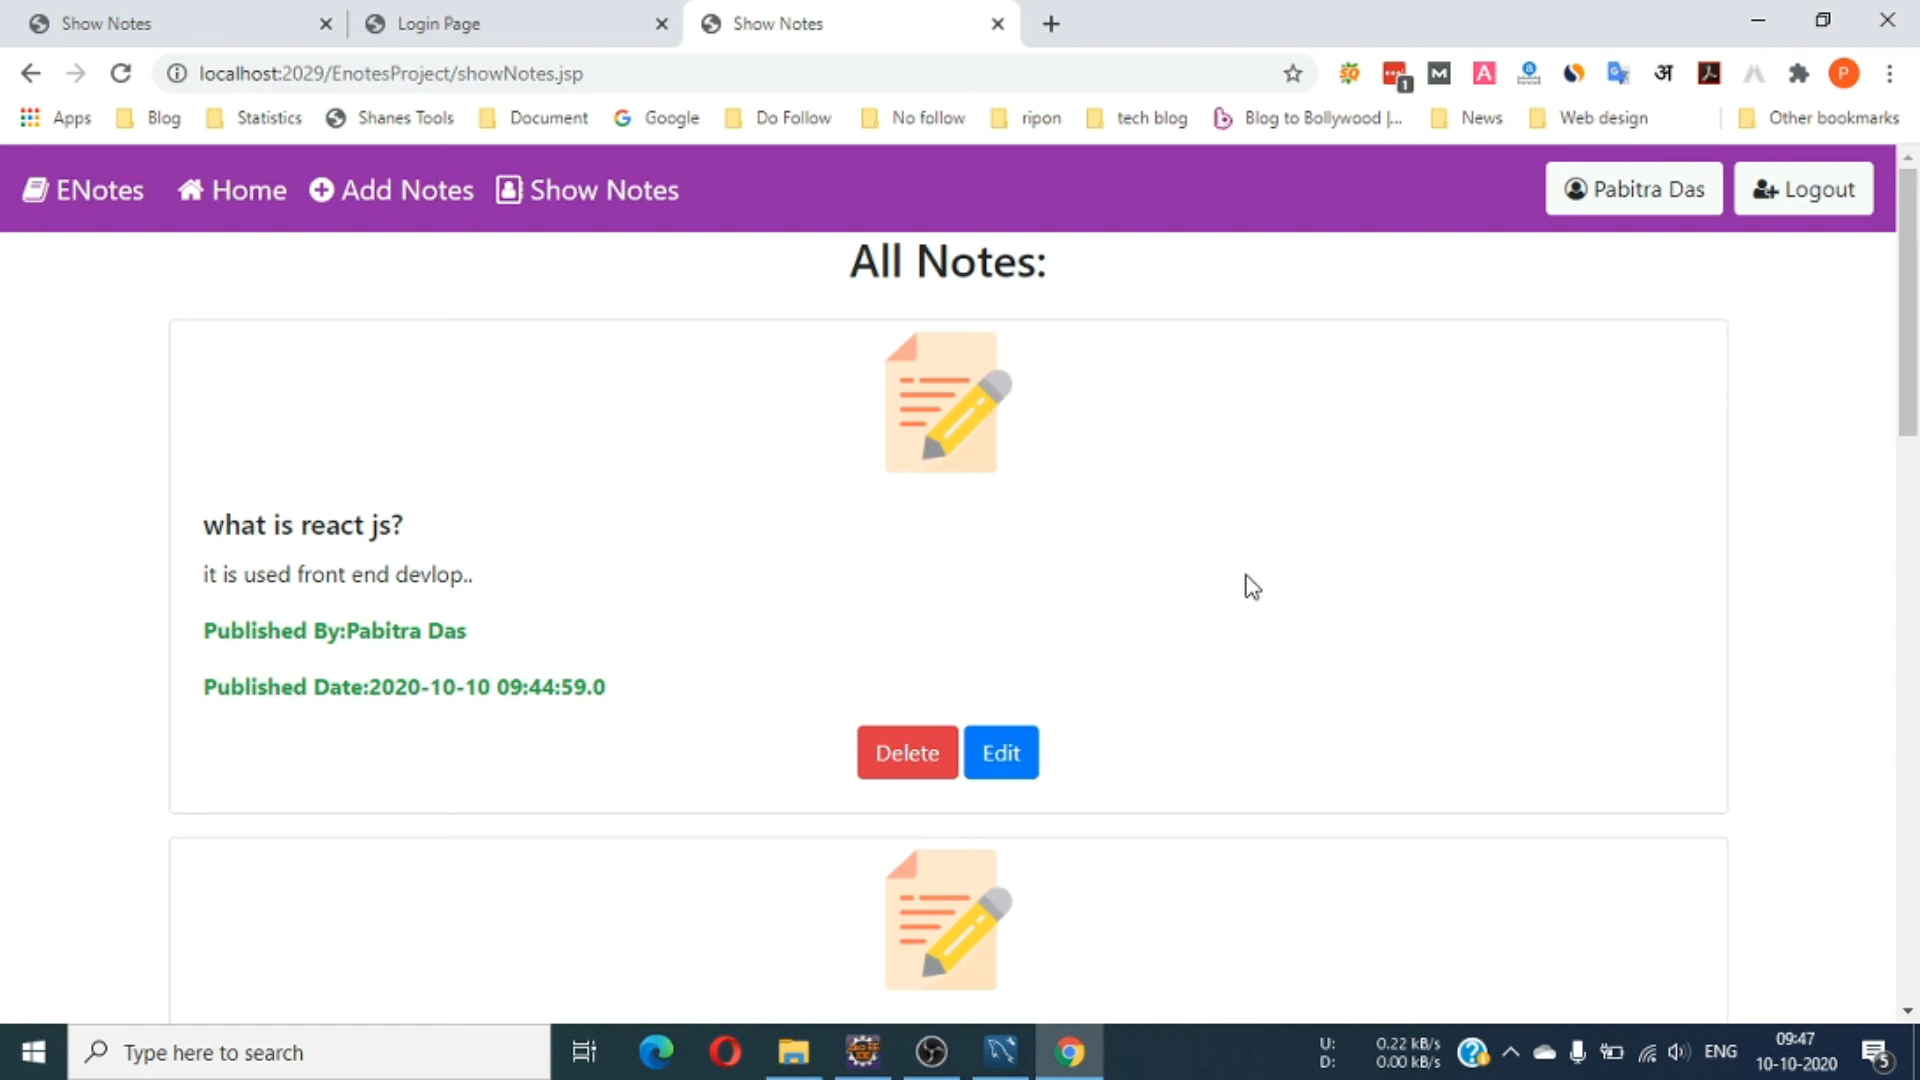 Show Notes
Login Page
Show Notes
localhost:2029/EnotesProject/showNotes.jsp
SQ
1
M
A
a
अ
P
Apps
Blog
Statistics
Shanes Tools
Document
Google
Do Follow
No follow
ripon
tech blog
Blog to Bollywood |...
News
Web design
Other bookmarks
ENotes
Home
Add Notes
Show Notes
Pabitra Das
Logout
All Notes:
what is react js?
it is used front end devlop..
Published By:Pabitra Das
Published Date:2020-10-10 09:44:59.0
Delete
Edit
Type here to search
U: 0.22 kB/s
D: 0.00 kB/s
ENG
09:47
10-10-2020
5